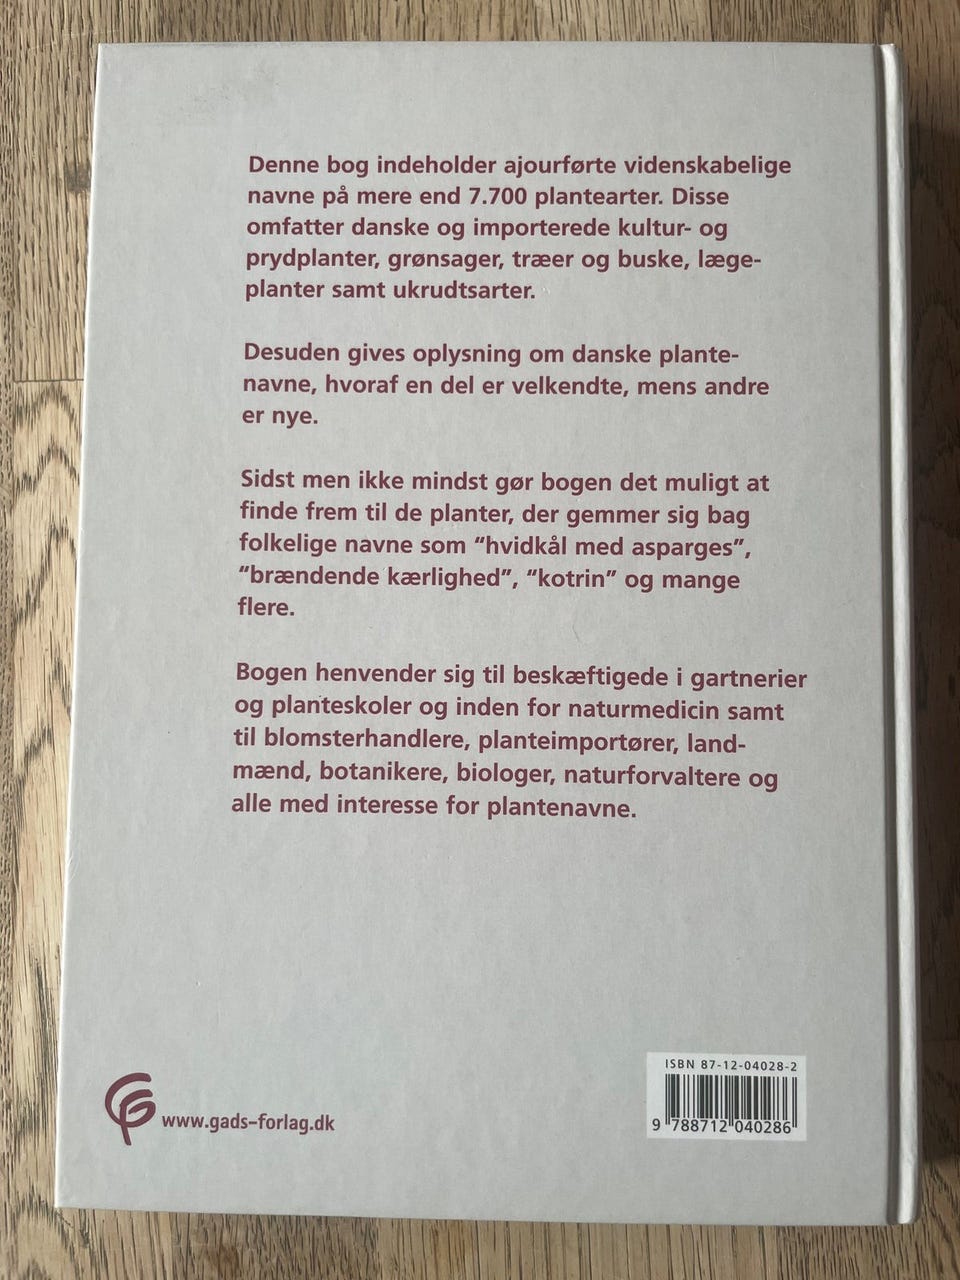 Denne bog indeholder ajourførte videnskabelige
navne på mere end 7.700 plantearter. Disse
omfatter danske og importerede kultur- og
prydplanter, grønsager, træer og buske, læge-
planter samt ukrudtsarter.
Desuden gives oplysning om danske plante-
navne, hvoraf en del er velkendte, mens andre
er nye.
Sidst men ikke mindst gør bogen det muligt at
finde frem til de planter, der gemmer sig bag
folkelige navne som “hvidkål med asparges”,
“brændende kærlighed”, “kotrin” og mange
flere.
Bogen henvender sig til beskæftigede i gartnerier
og planteskoler og inden for naturmedicin samt
til blomsterhandlere, planteimportører, land-
mænd, botanikere, biologer, naturforvaltere og
alle med interesse for plantenavne.
www.gads-forlag.dk
ISBN 87-12-04028-2
9 788712 040286